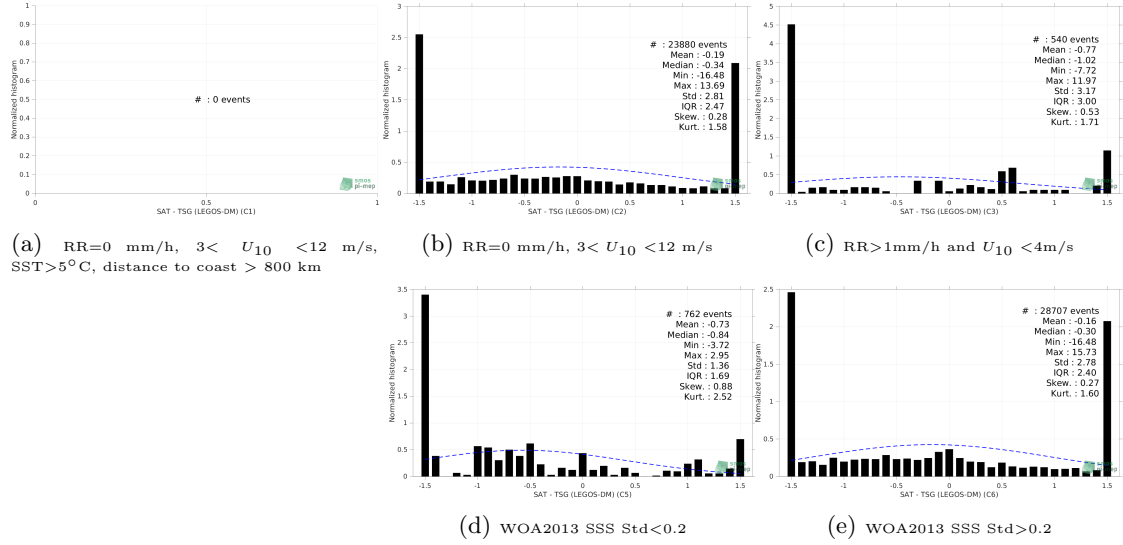 1
0.9
0.8
0.7
0.6
0.5
0.4
0.3
0.2
0.1
0
Normalized histogram
# : 0 events
smos
pi-mep
0 0.5 1
SAT - TSG (LEGOS-DM) (C1)
(a) RR=0 mm/h, 3< U10 <12 m/s,
SST>5°C, distance to coast > 800 km
3
2.5
2
1.5
1
0.5
0
Normalized histogram
# : 23880 events
Mean : -0.19
Median : -0.34
Min : -16.48
Max : 13.69
Std : 2.81
IQR : 2.47
Skew. : 0.28
Kurt. : 1.58
smos
pi-mep
-1.5 -1 -0.5 0 0.5 1 1.5
SAT - TSG (LEGOS-DM) (C2)
(b) RR=0 mm/h, 3< U10 <12 m/s
5
4.5
4
3.5
3
2.5
2
1.5
1
0.5
0
Normalized histogram
# : 540 events
Mean : -0.77
Median : -1.02
Min : -7.72
Max : 11.97
Std : 3.17
IQR : 3.00
Skew. : 0.53
Kurt. : 1.71
smos
pi-mep
-1.5 -1 -0.5 0 0.5 1 1.5
SAT - TSG (LEGOS-DM) (C3)
(c) RR>1mm/h and U10 <4m/s
3.5
3
2.5
2
1.5
1
0.5
0
Normalized histogram
# : 762 events
Mean : -0.73
Median : -0.84
Min : -3.72
Max : 2.95
Std : 1.36
IQR : 1.69
Skew. : 0.88
Kurt. : 2.52
smos
pi-mep
-1.5 -1 -0.5 0 0.5 1 1.5
SAT - TSG (LEGOS-DM) (C5)
(d) WOA2013 SSS Std<0.2
2.5
2
1.5
1
0.5
0
Normalized histogram
# : 28707 events
Mean : -0.16
Median : -0.30
Min : -16.48
Max : 15.73
Std : 2.78
IQR : 2.40
Skew. : 0.27
Kurt. : 1.60
smos
pi-mep
-1.5 -1 -0.5 0 0.5 1 1.5
SAT - TSG (LEGOS-DM) (C6)
(e) WOA2013 SSS Std>0.2